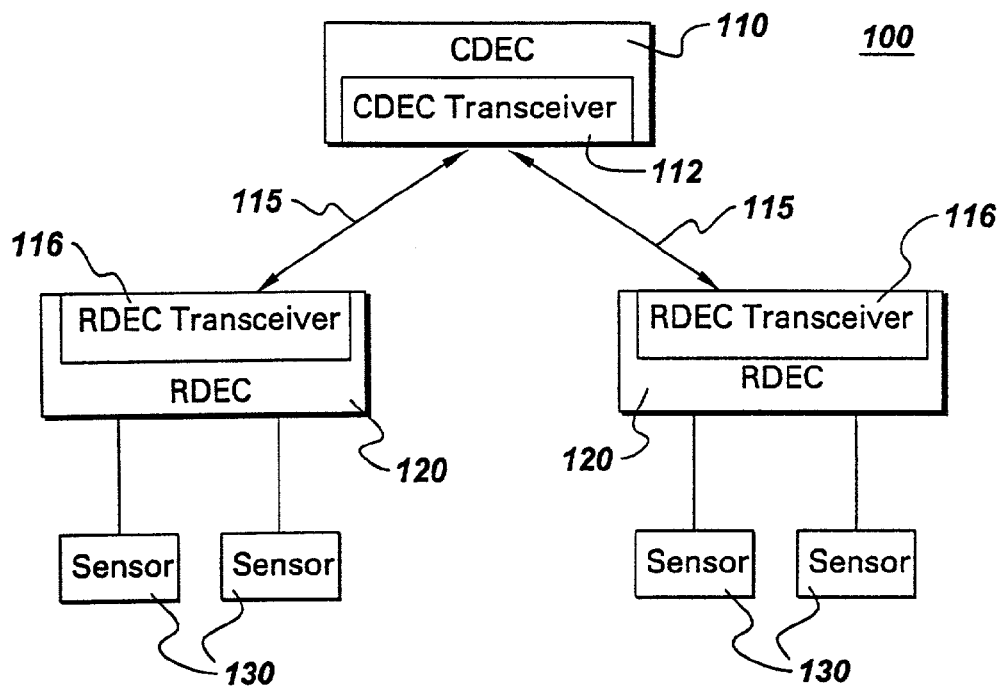 110
100
CDEC
CDEC Transceiver
112
115
115
116
116
RDEC Transceiver
RDEC Transceiver
RDEC
RDEC
120
120
Sensor
Sensor
Sensor
Sensor
130
130